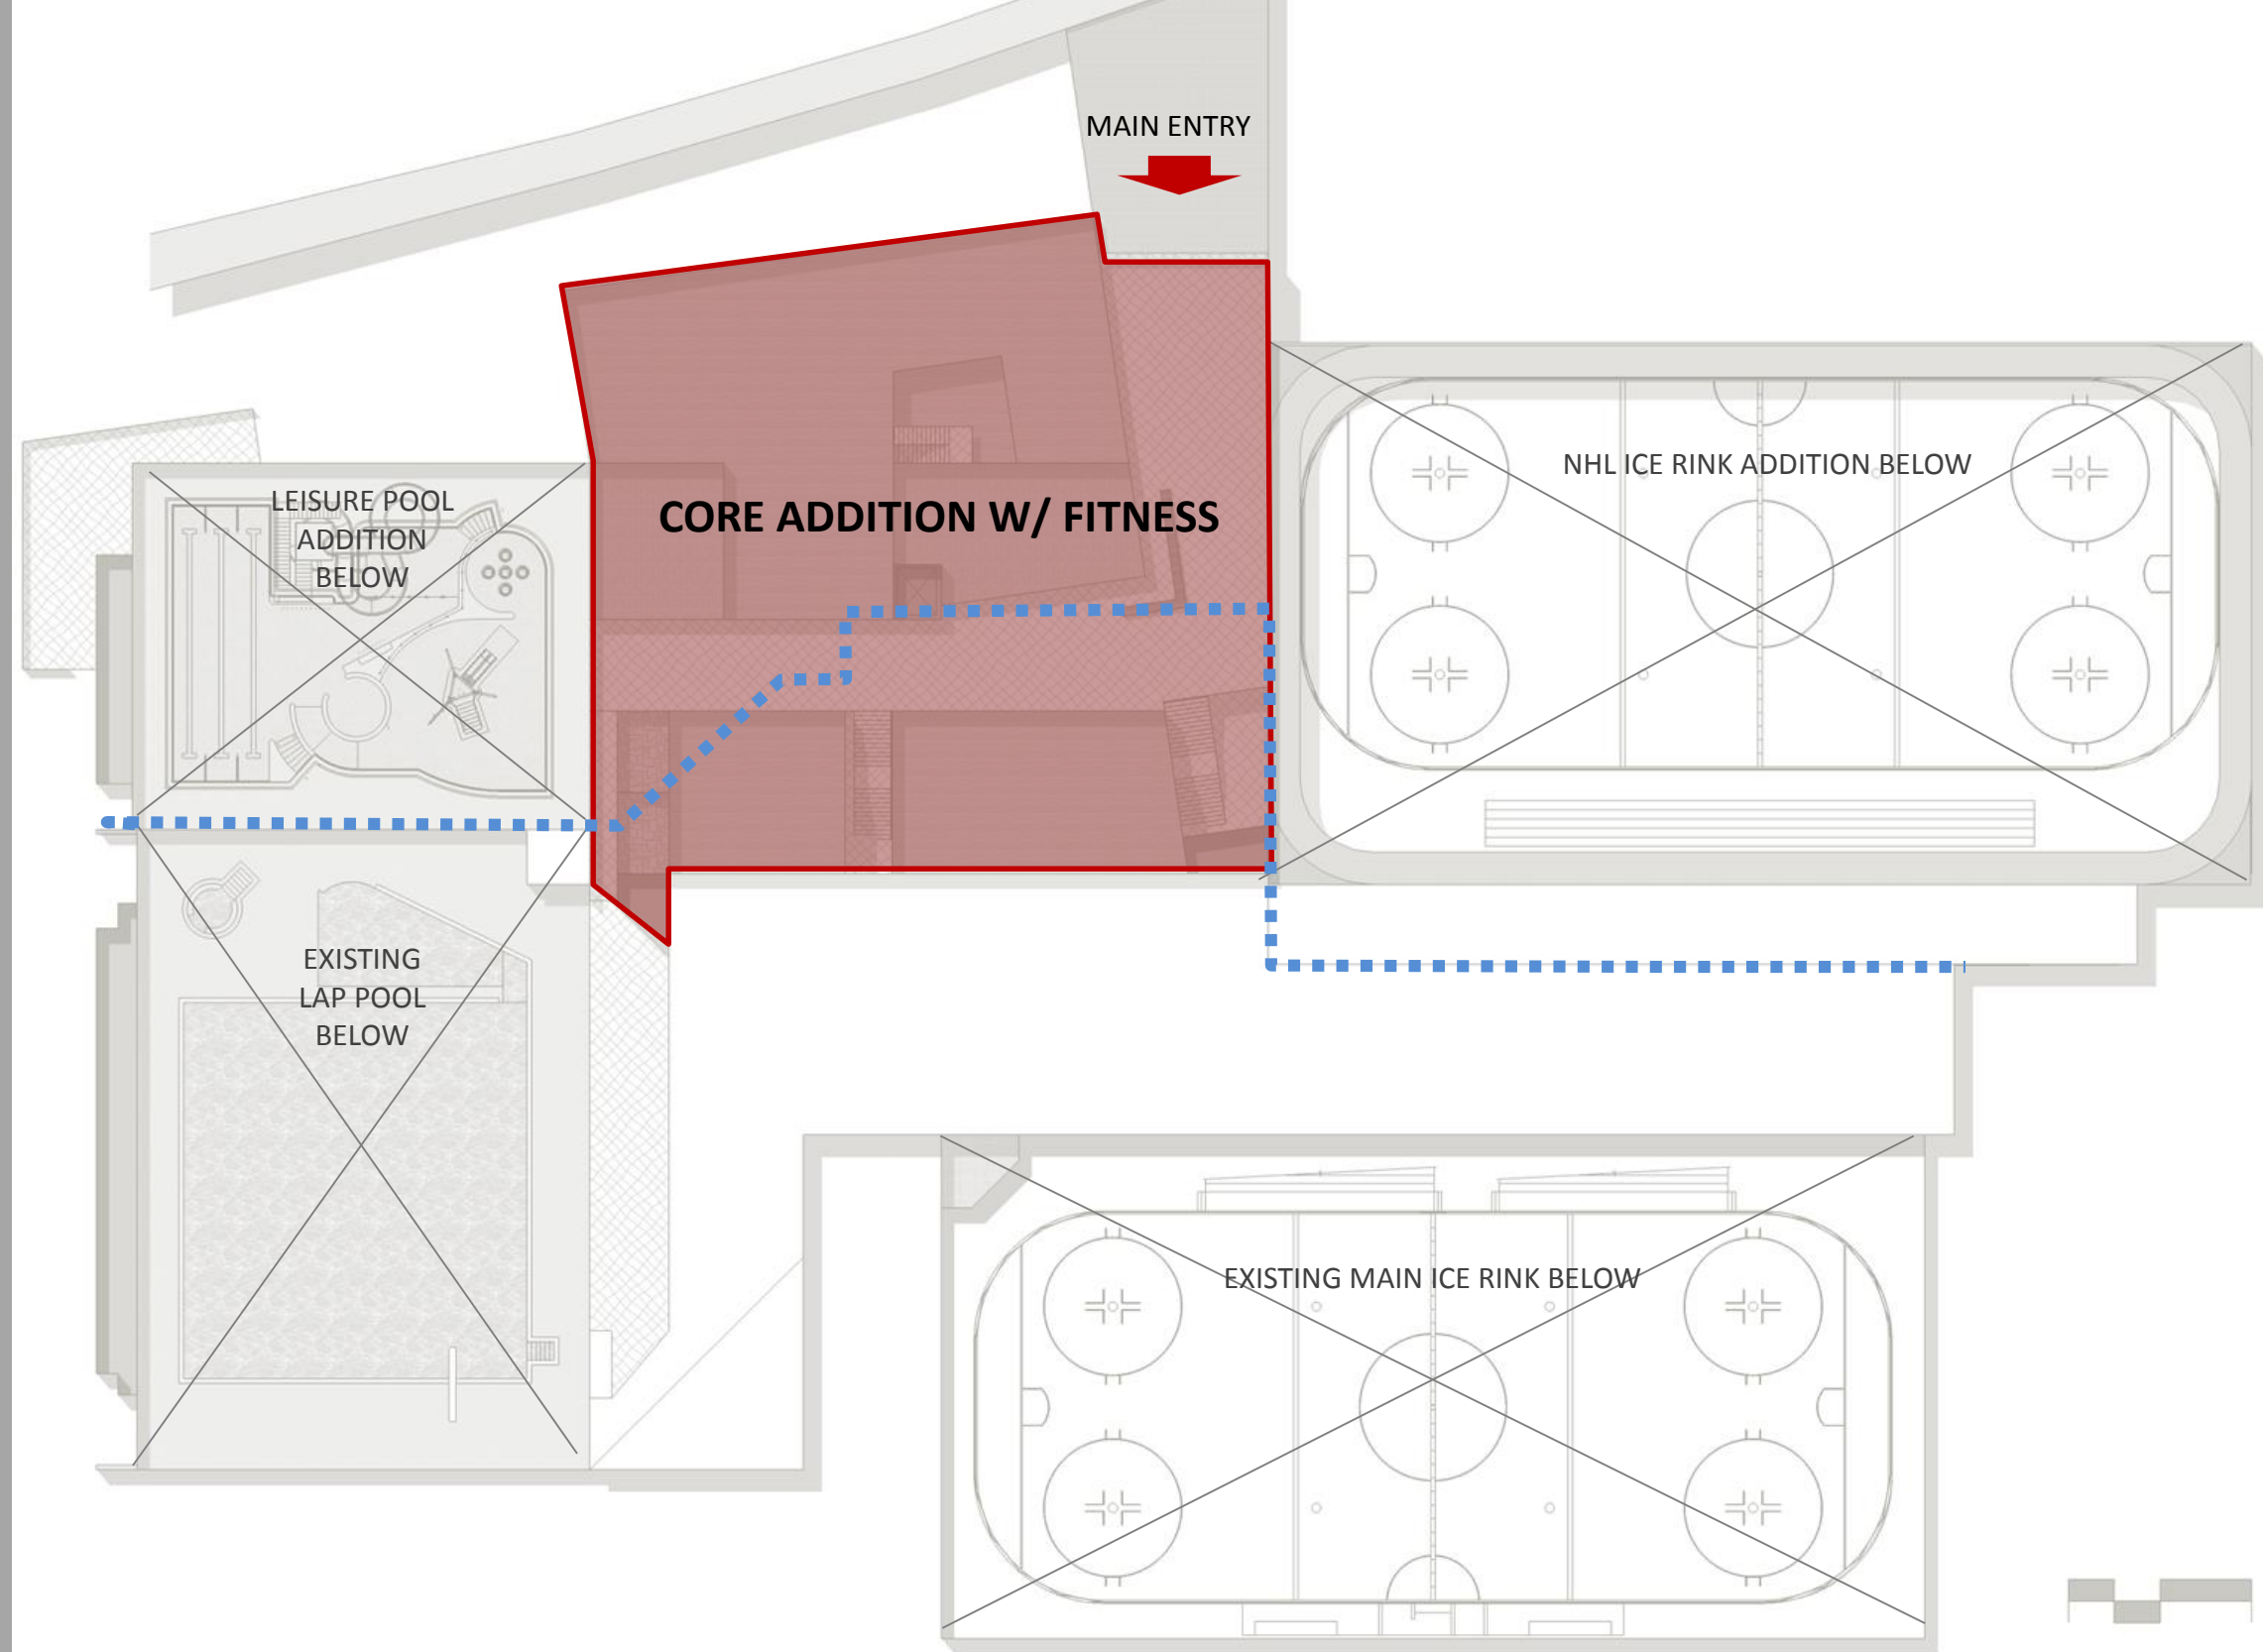 MAIN ENTRY
NHL ICE RINK ADDITION BELOW
LEISURE POOL
ADDITION
BELOW
CORE ADDITION W/ FITNESS
EXISTING
LAP POOL
BELOW
EXISTING MAIN ICE RINK BELOW